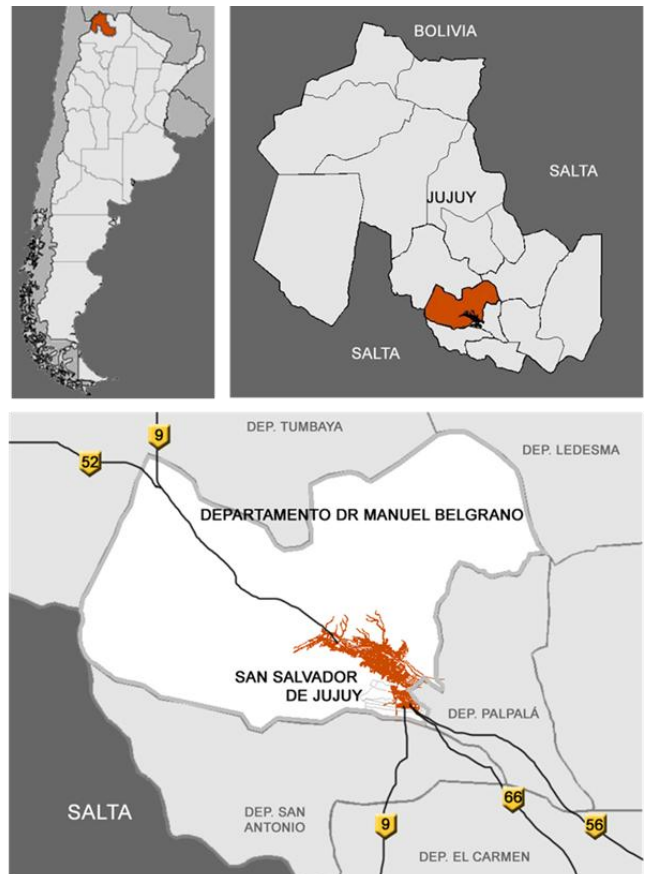 BOLIVIA
SALTA
JUJUY
SALTA
9
DEP. TUMBAYA
DEP. LEDESMA
52
DEPARTAMENTO DR MANUEL BELGRANO
SAN SALVADOR
DE JUJUY
DEP. PALPALÁ
SALTA
DEP. SAN
ANTONIO
9
66
56
DEP. EL CARMEN